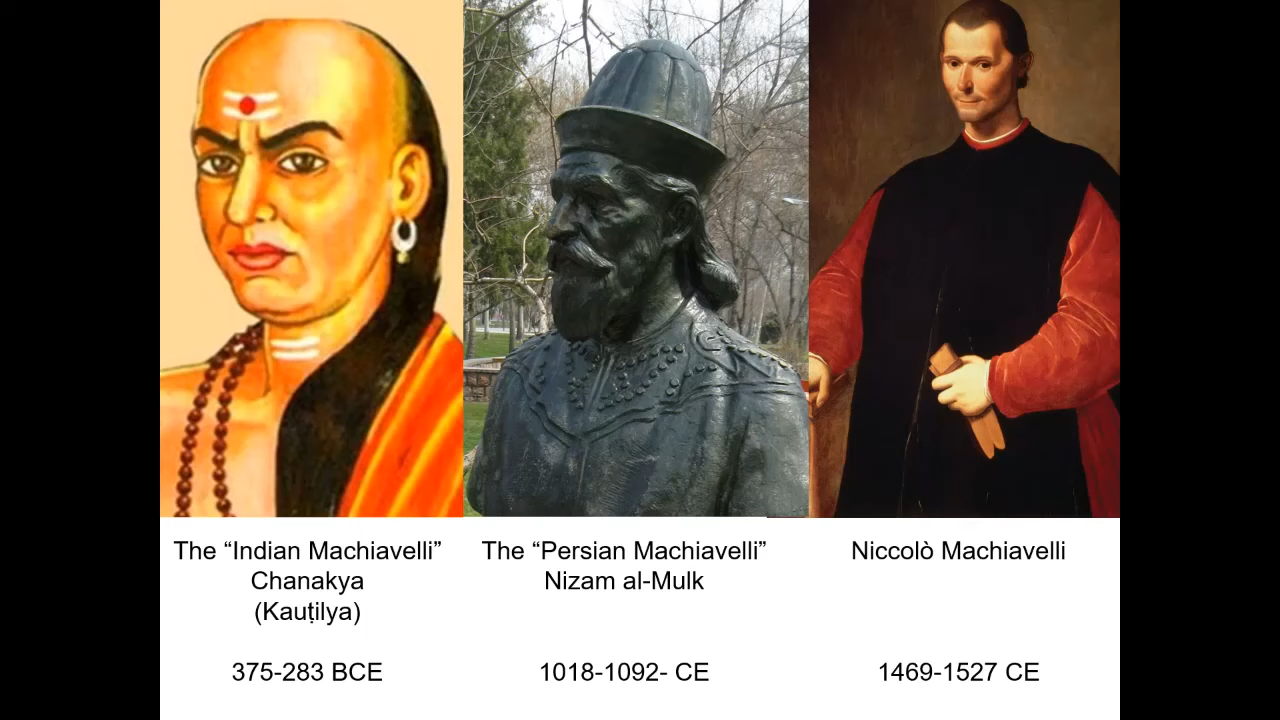 The “Indian Machiavelli”
Chanakya
(Kauṭilya)
375-283 BCE
The “Persian Machiavelli”
Nizam al-Mulk
1018-1092- CE
Niccolò Machiavelli
1469-1527 CE